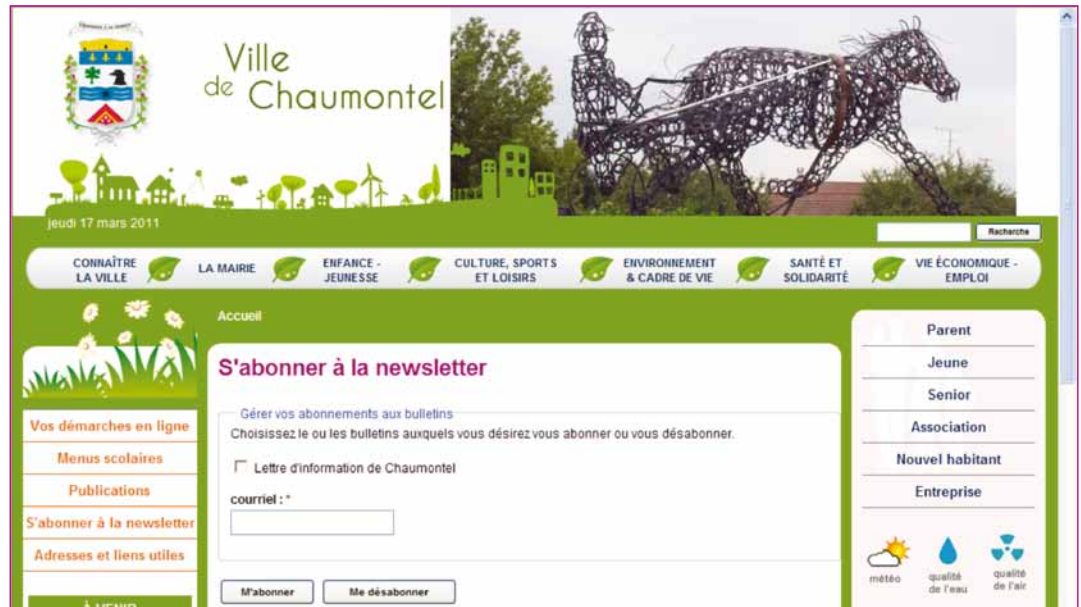 Ville
de Chaumontel
jeudi 17 mars 2011
Recherche
CONNAÎTRE
LA VILLE
LA MAIRIE
ENFANCE -
JEUNESSE
CULTURE, SPORTS
ET LOISIRS
ENVIRONNEMENT
& CADRE DE VIE
SANTÉ ET
SOLIDARITÉ
VIE ÉCONOMIQUE -
EMPLOI
Vos démarches en ligne
Menus scolaires
Publications
S'abonner à la newsletter
Adresses et liens utiles
À VENIR
Accueil
S'abonner à la newsletter
Gérer vos abonnements aux bulletins
Choisissez le ou les bulletins auxquels vous désirez vous abonner ou vous désabonner.
Lettre d'information de Chaumontel
courriel : *
M'abonner
Me désabonner
Parent
Jeune
Senior
Association
Nouvel habitant
Entreprise
météo
qualité
de l'eau
qualité
de l'air